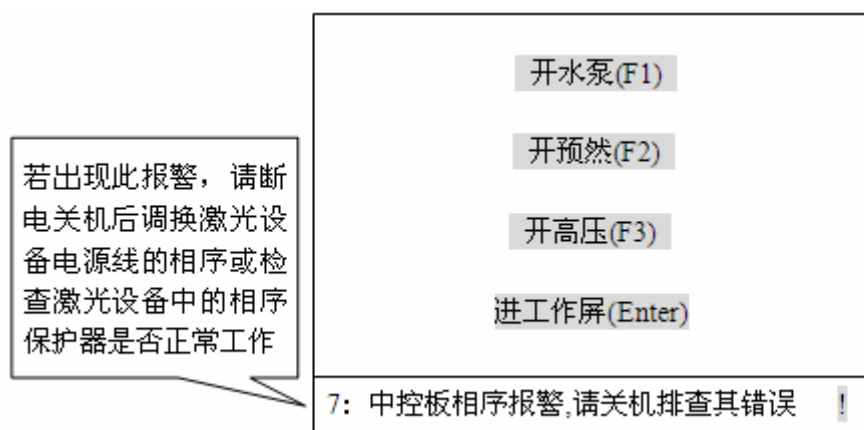 开水泵(F1)
开预然(F2)
开高压(F3)
进工作屏(Enter)
若出现此报警，请断
电关机后调换激光设
备电源线的相序或检
查激光设备中的相序
保护器是否正常工作
7：中控板相序报警,请关机排查其错误 !